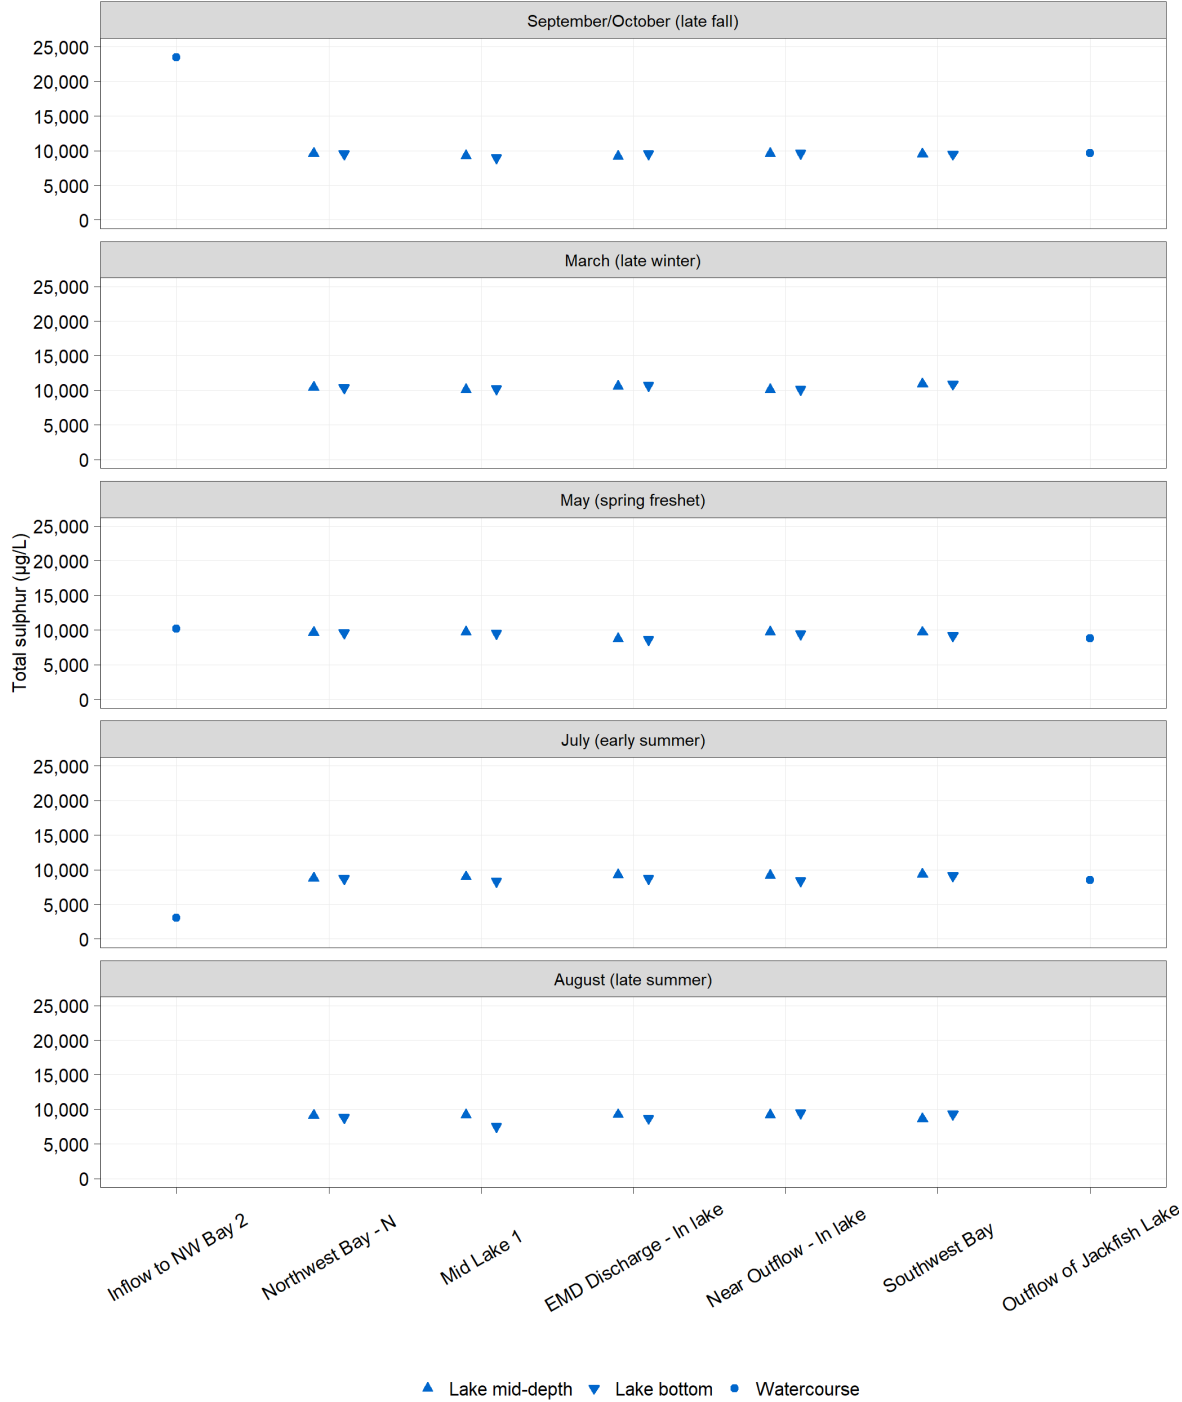 September/October (late fall)
25,000
20,000
15,000
10,000
5,000
0
March (late winter)
25,000
20,000
15,000
10,000
5,000
0
May (spring freshet)
25,000
20,000
15,000
10,000
5,000
0
Total sulphur (µg/L)
July (early summer)
25,000
20,000
15,000
10,000
5,000
0
August (late summer)
25,000
20,000
15,000
10,000
5,000
0
Inflow to NW Bay 2
Northwest Bay - N
Mid Lake 1
EMD Discharge - In lake
Near Outflow - In lake
Southwest Bay
Outflow of Jackfish Lake
Lake mid-depth Lake bottom Watercourse